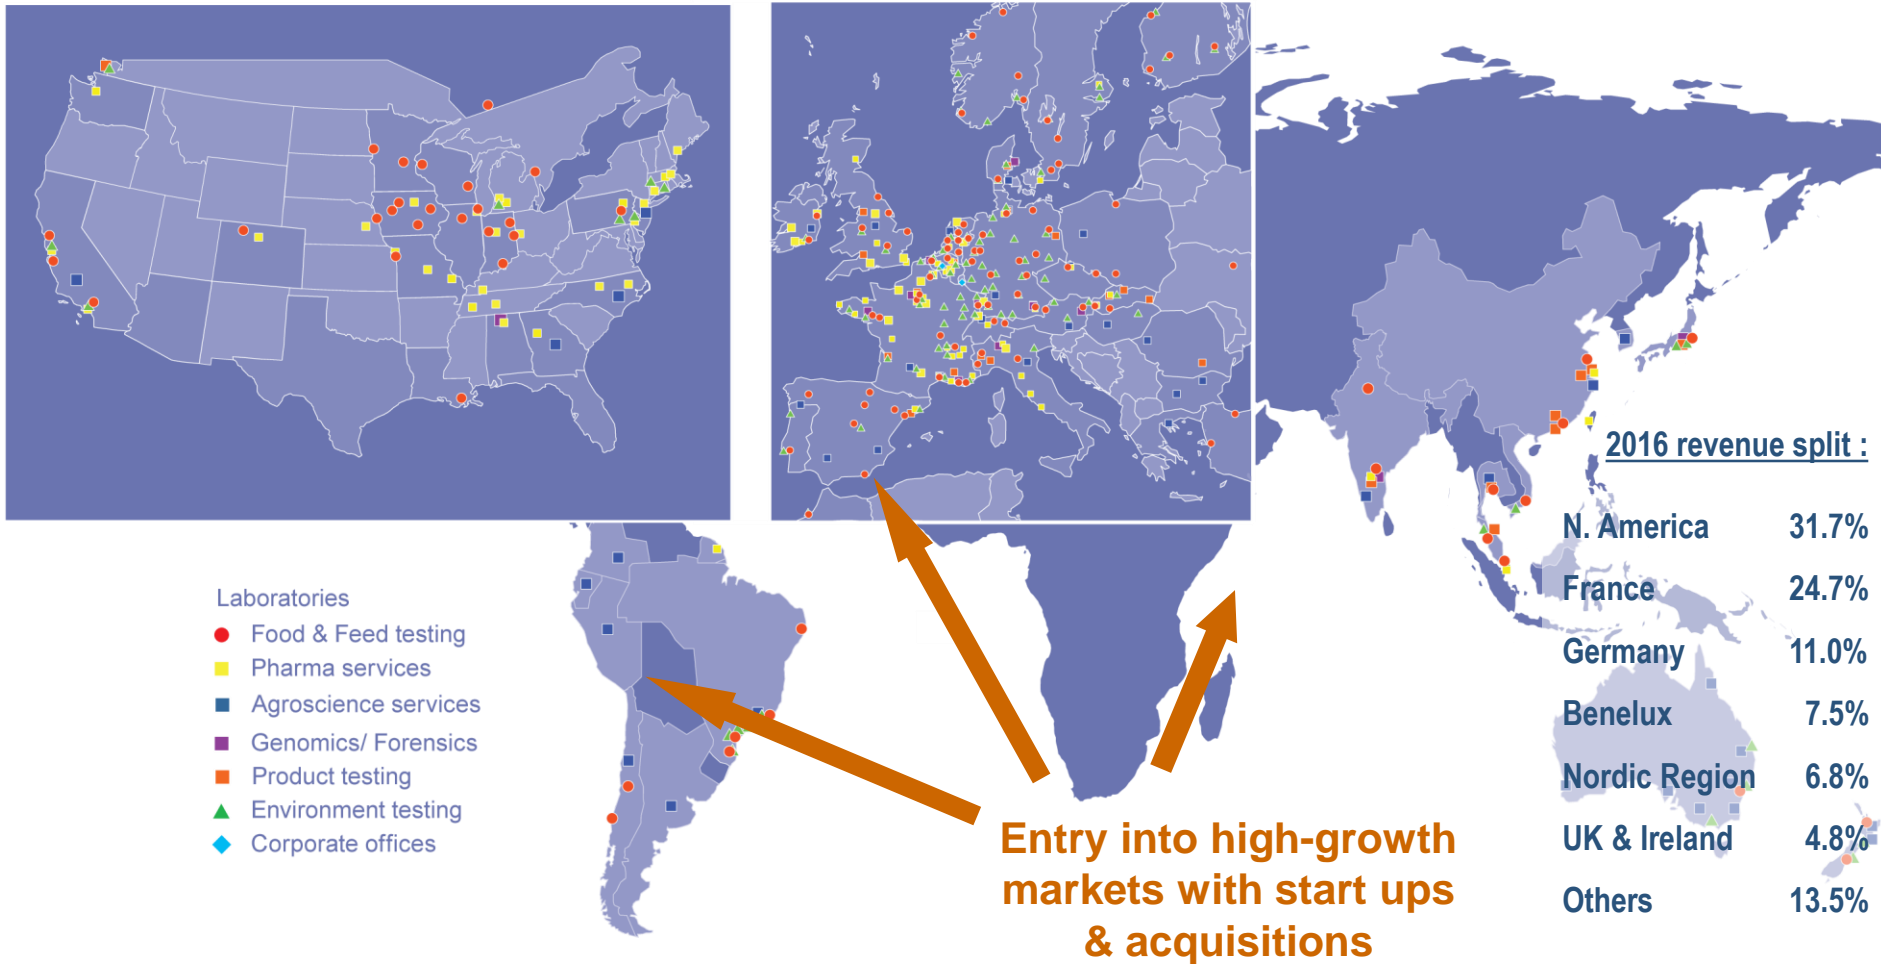 Laboratories
Food & Feed testing
Pharma services
Agroscience services
Genomics/ Forensics
Product testing
Environment testing
Corporate offices
Entry into high-growth
markets with start ups
& acquisitions
2016 revenue split :
N. America 31.7%
France 24.7%
Germany 11.0%
Benelux 7.5%
Nordic Region 6.8%
UK & Ireland 4.8%
Others 13.5%